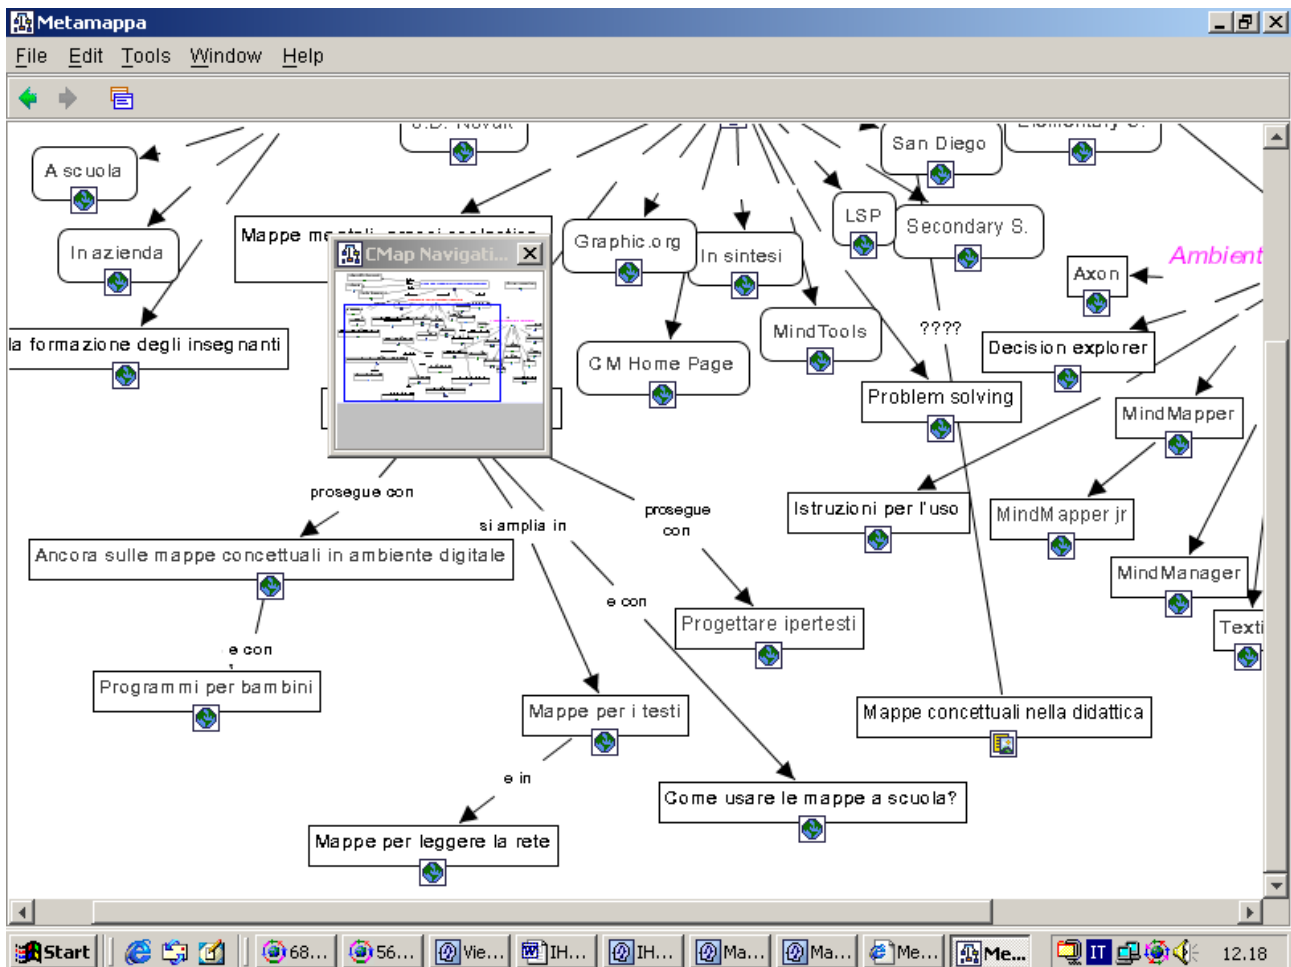 Metamappa
File Edit Tools Window Help
J.D. Novak
San Diego
Elementary S.
A scuola
LSP
Secondary S.
Mappe mentali
In azienda
Graphic.org
In sintesi
CMap Navigati...
Ambient
Axon
MindTools
????
la formazione degli insegnanti
Decision explorer
CM Home Page
Problem solving
MindMapper
prosegue con
si amplia in
prosegue
con
Istruzioni per l'uso
MindMapper jr
Ancora sulle mappe concettuali in ambiente digitale
MindManager
e con
Progettare ipertesti
Texti
e con
Programmi per bambini
Mappe per i testi
Mappe concettuali nella didattica
e in
Come usare le mappe a scuola?
Mappe per leggere la rete
Start
68...
56...
Vie...
IH...
IH...
Ma...
Ma...
Me...
Me...
IT
12.18